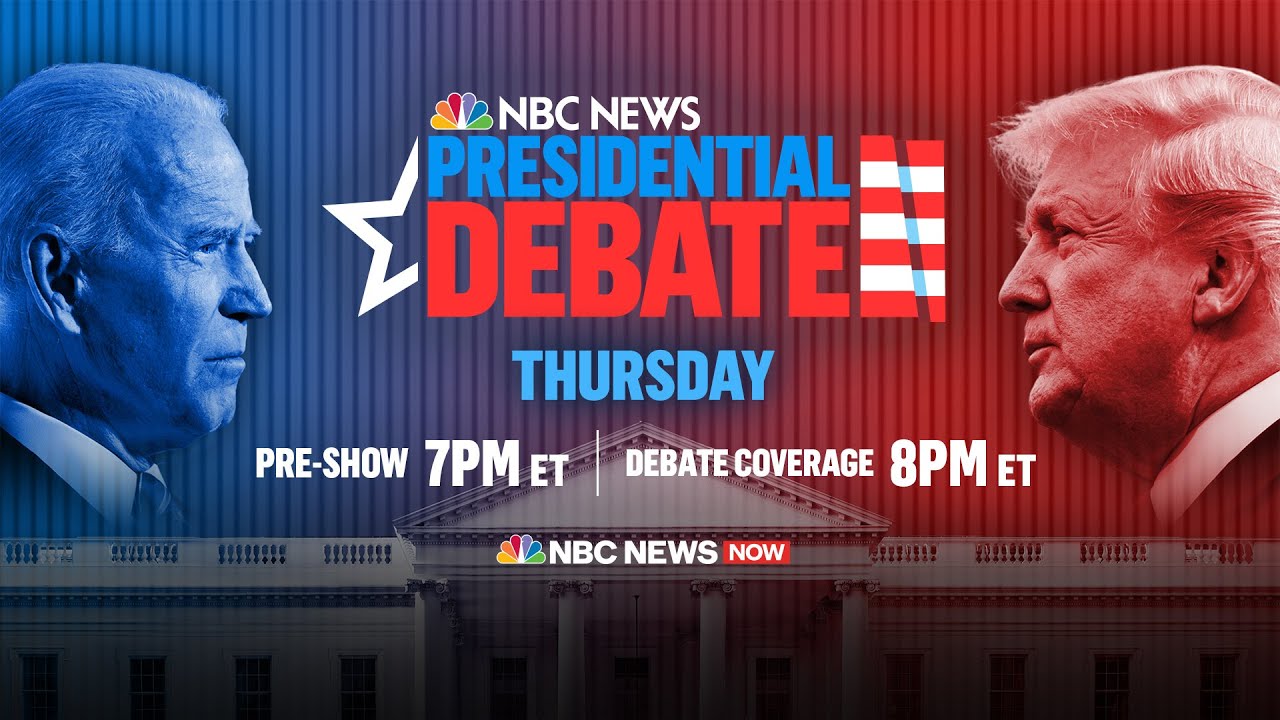 NBC NEWS
PRESIDENTIAL
DEBATE
THURSDAY
PRE-SHOW 7PM ET | DEBATE COVERAGE 8PM ET
NBC NEWS NOW